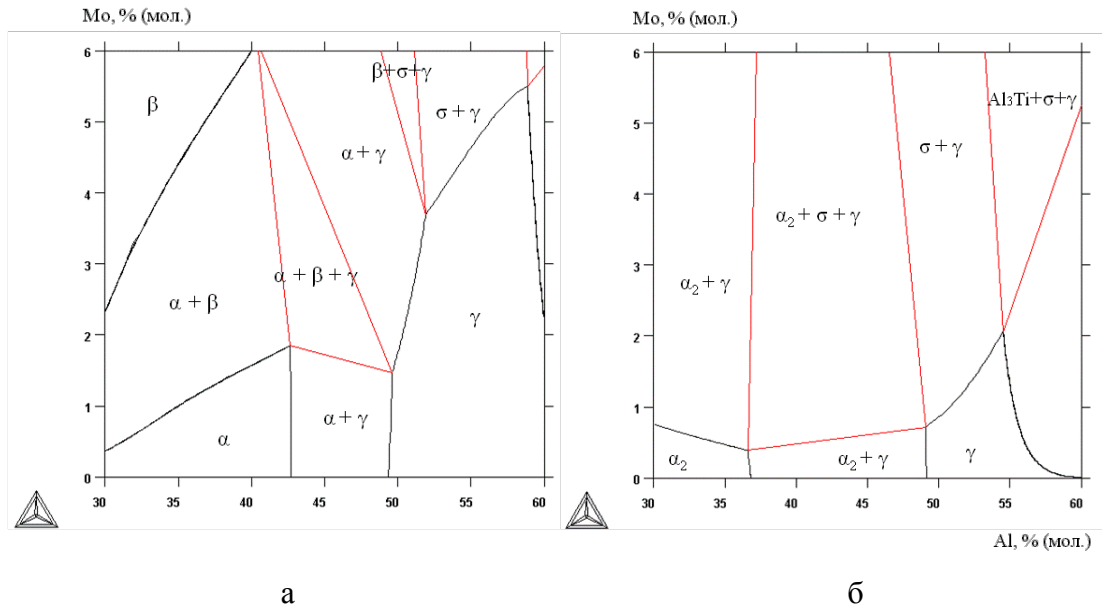 Mo, % (мол.)
6
5
4
3
2
1
0
30
35
40
45
50
55
60
β
β+σ+γ
σ + γ
α + γ
α + β + γ
α + β
γ
α + γ
α
а
Mo, % (мол.)
6
5
4
3
2
1
0
30
35
40
45
50
55
60
Al₃Ti+σ+γ
σ + γ
α₂ + σ + γ
α₂ + γ
α₂
α₂ + γ
γ
Al, % (мол.)
б